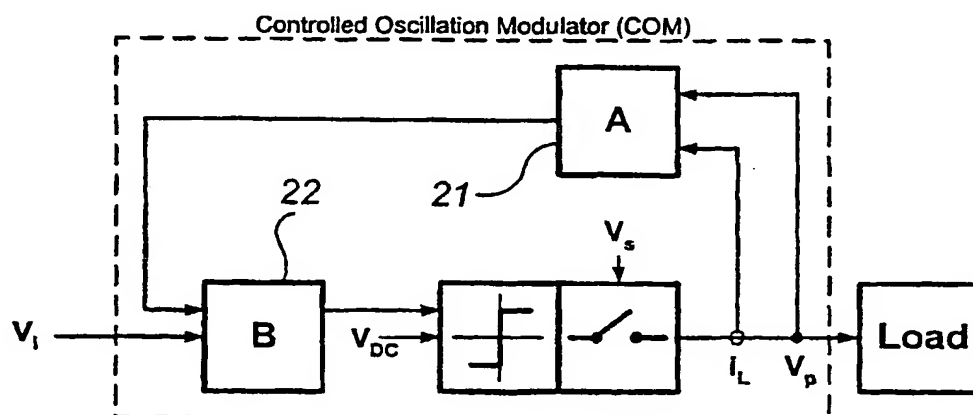 Controlled Oscillation Modulator (COM)
A
21
22
V_s
V_i
B
V_DC
i_L
V_p
Load